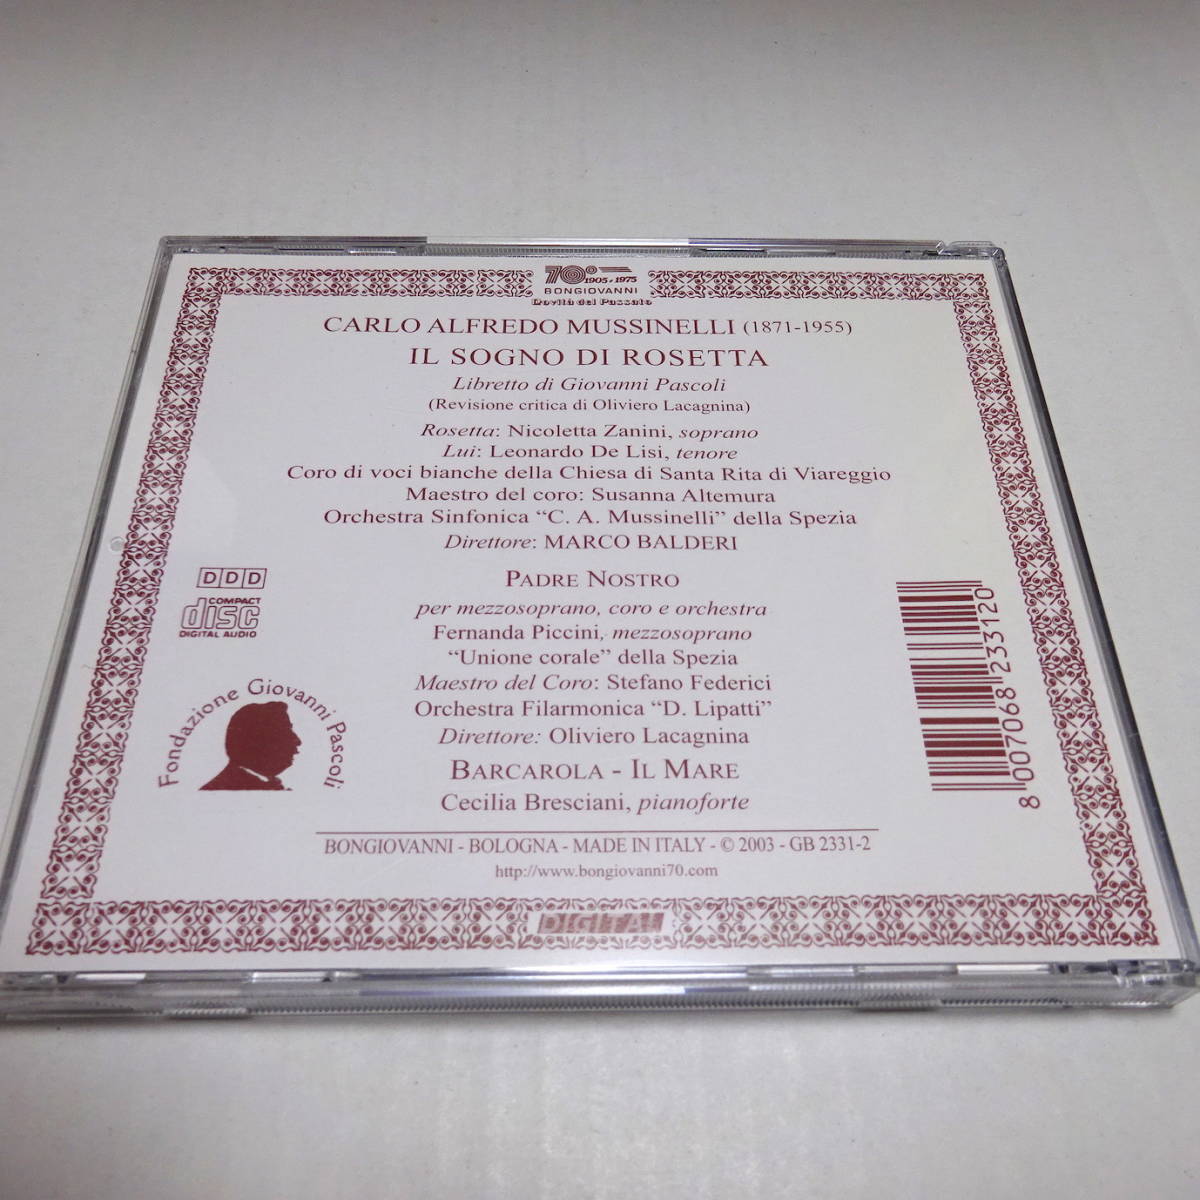 70°
1905 • 1975
BONGIOVANNI
Novità del Passato
CARLO ALFREDO MUSSINELLI (1871-1955)
IL SOGNO DI ROSETTA
Libretto di Giovanni Pascoli
(Revisione critica di Oliviero Lacagnina)
Rosetta: Nicoletta Zanini, soprano
Lui: Leonardo De Lisi, tenore
Coro di voci bianche della Chiesa di Santa Rita di Viareggio
Maestro del coro: Susanna Altemura
Orchestra Sinfonica “C. A. Mussinelli” della Spezia
Direttore: MARCO BALDERI
PADRE NOSTRO
per mezzosoprano, coro e orchestra
Fernanda Piccini, mezzosoprano
“Unione corale” della Spezia
Maestro del Coro: Stefano Federici
Orchestra Filarmonica “D. Lipatti”
Direttore: Oliviero Lacagnina
BARCAROLA - IL MARE
Cecilia Bresciani, pianoforte
DDD
COMPACT
disc
DIGITAL AUDIO
Fondazione Giovanni Pascoli
8 007068 233120
BONGIOVANNI - BOLOGNA - MADE IN ITALY - © 2003 - GB 2331-2
http://www.bongiovanni70.com
DIGITAL